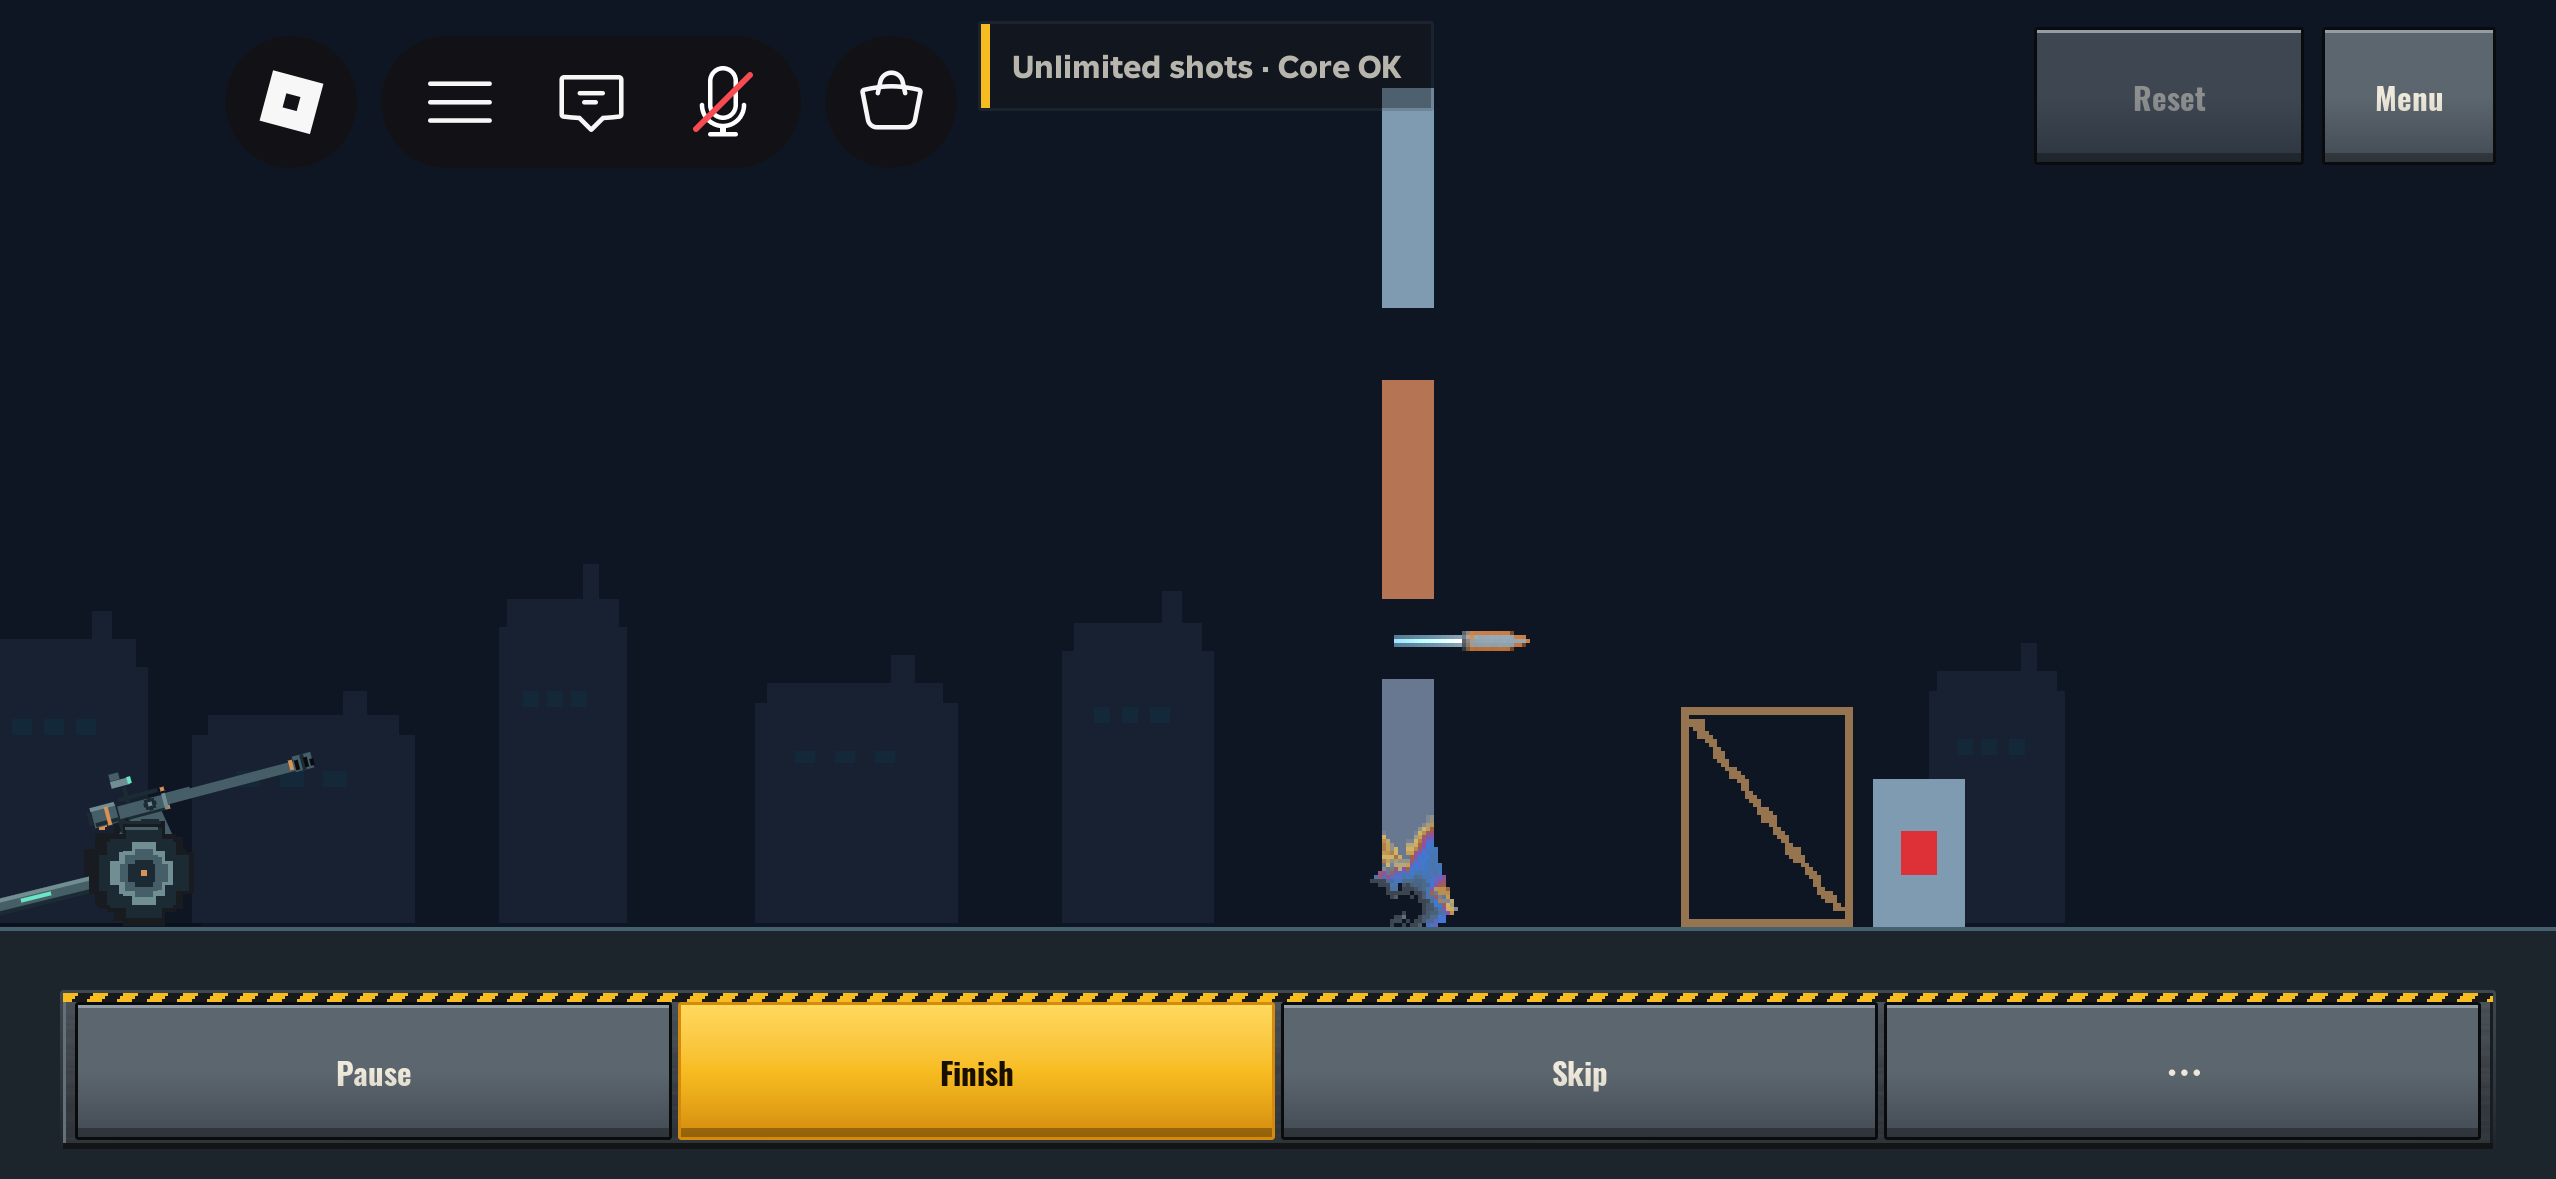 Unlimited shots · Core OK
Reset
Menu
Pause
Finish
Skip
...